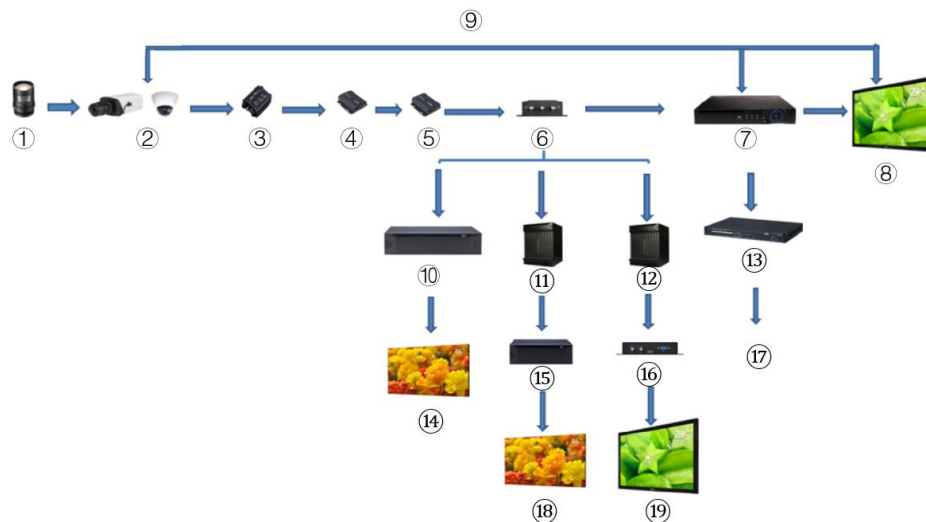 ⑨
① ② ③ ④ ⑤ ⑥ ⑦ ⑧
⑩ ⑪ ⑫ ⑬
⑭ ⑮ ⑯ ⑰
⑱ ⑲